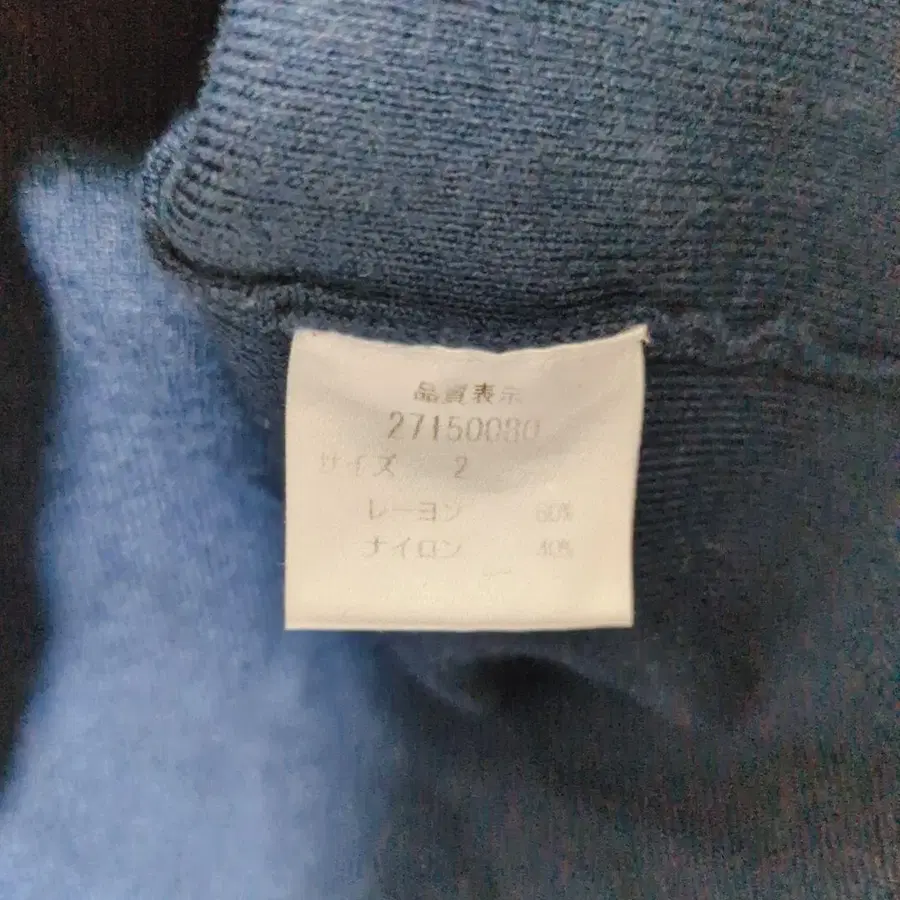 品質表示
27150080
サイズ 2
レーヨン 60%
ナイロン 40%